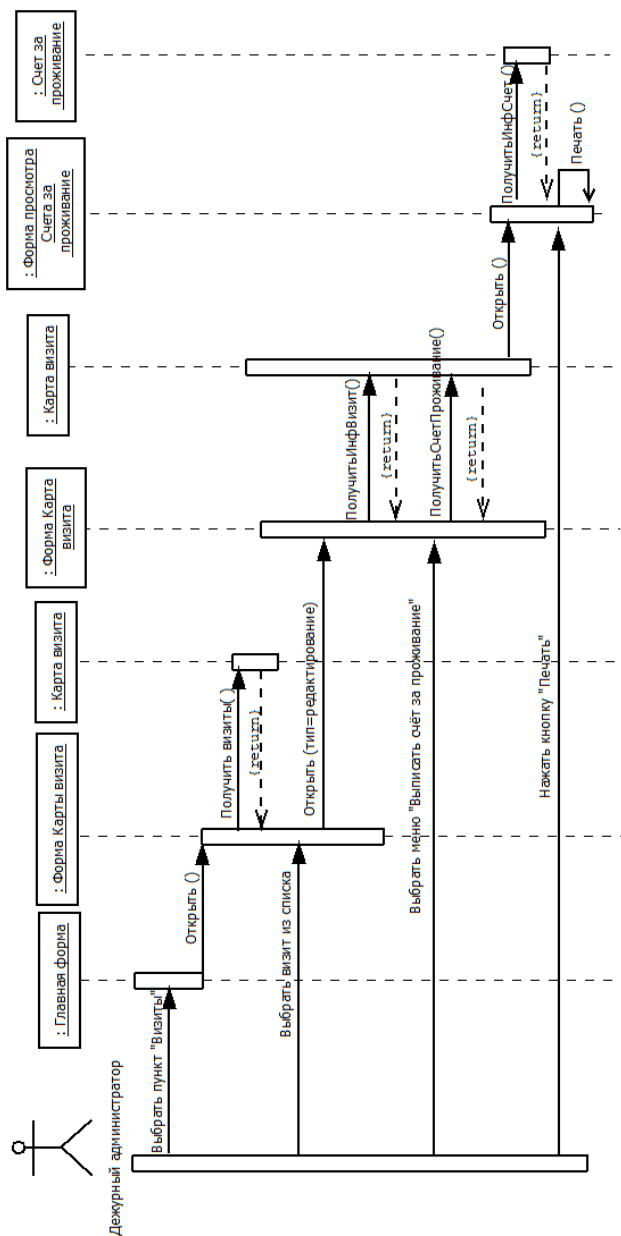 Дежурный администратор
: Главная форма
: Форма Карты визита
: Карта визита
: Форма Карта
визита
: Карта визита
: Форма просмотра
Счета за
проживание
: Счет за
проживание
Выбрать пункт "Визиты"
Открыть ()
Получить визиты( )
{return}
Выбрать визит из списка
Открыть (тип=редактирование)
ПолучитьИнфВизит()
{return}
Выбрать меню "Выписать счёт за проживание"
ПолучитьСчетПроживание()
{return}
Открыть ()
ПолучитьИнфСчет ()
{return}
Нажать кнопку "Печать"
Печать ()